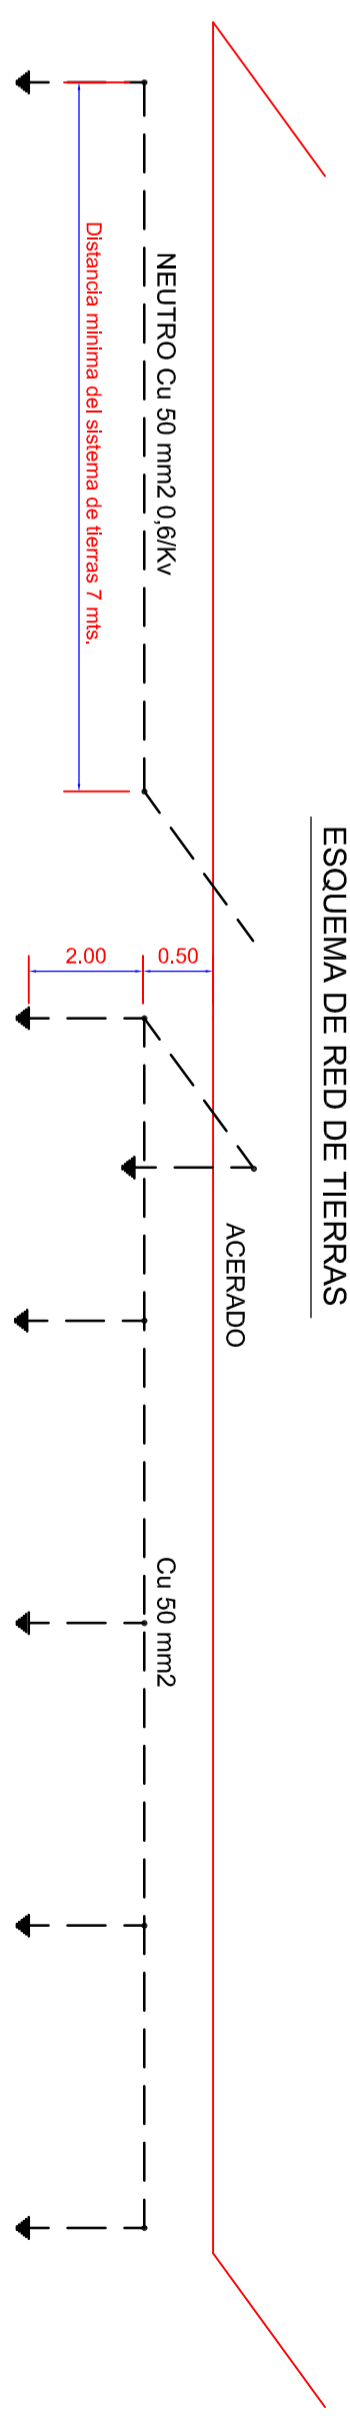 ESQUEMA DE RED DE TIERRAS
NEUTRO Cu 50 mm2 0,6/Kv
Distancia minima del sistema de tierras 7 mts.
0.50
2.00
ACERADO
Cu 50 mm2